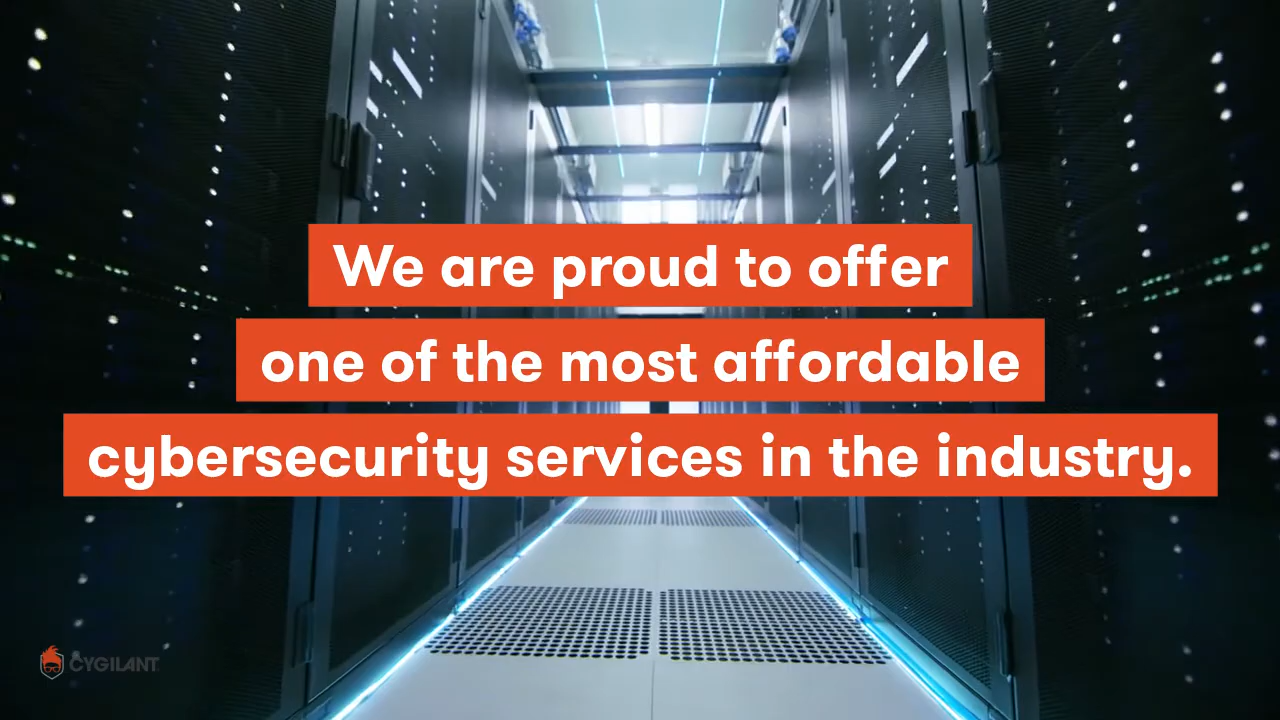 We are proud to offer
one of the most affordable
cybersecurity services in the industry.
CYGILANT